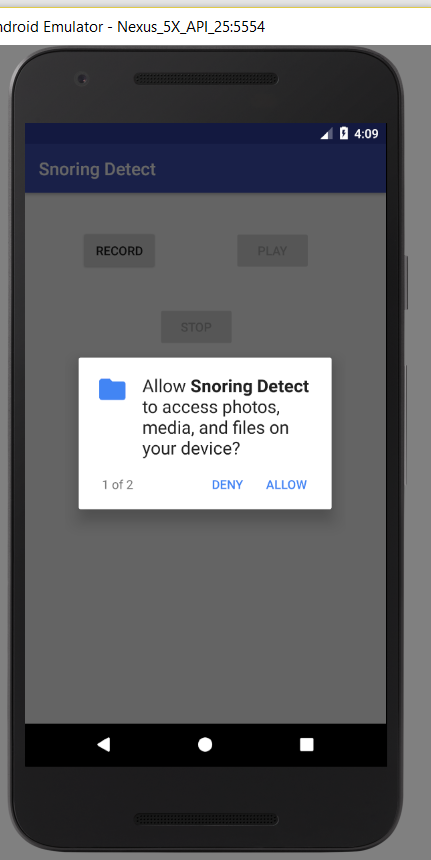 ndroid Emulator - Nexus_5X_API_25:5554
4:09
Snoring Detect
RECORD PLAY
STOP
Allow Snoring Detect
to access photos,
media, and files on
your device?
1 of 2 DENY ALLOW